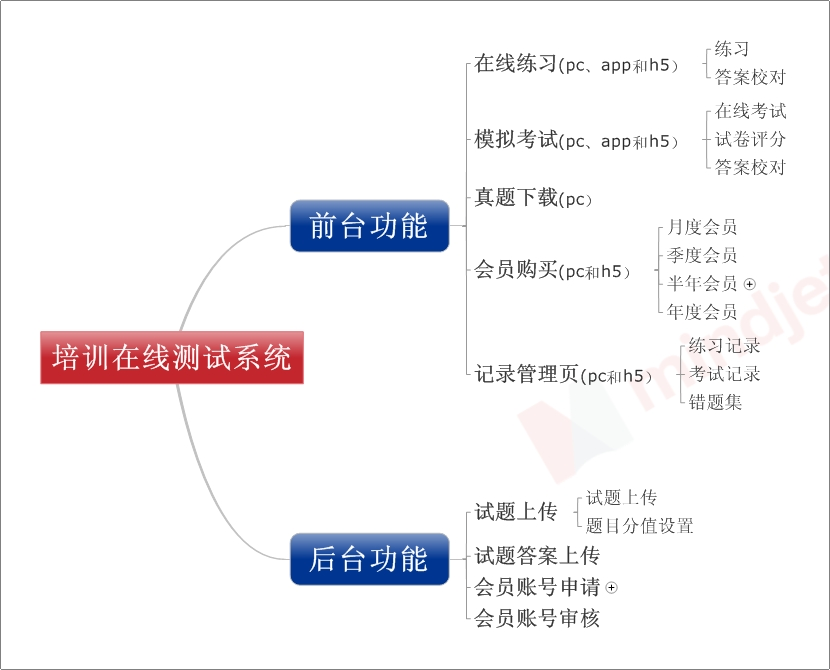 培训在线测试系统
前台功能
在线练习(pc、app和h5）
练习
答案校对
模拟考试(pc、app和h5）
在线考试
试卷评分
答案校对
真题下载(pc）
会员购买(pc和h5）
月度会员
季度会员
半年会员
年度会员
记录管理页(pc和h5）
练习记录
考试记录
错题集
后台功能
试题上传
试题上传
题目分值设置
试题答案上传
会员账号申请
会员账号审核
mindjet